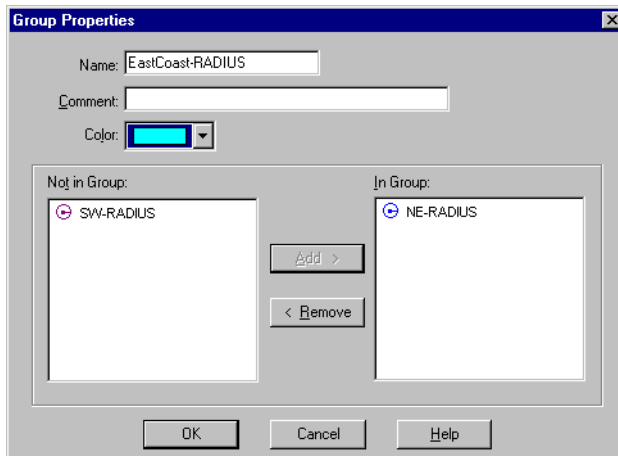 Group Properties
Name: EastCoast-RADIUS
Comment:
Color:
Not in Group:
In Group:
SW-RADIUS
NE-RADIUS
Add >
< Remove
OK
Cancel
Help